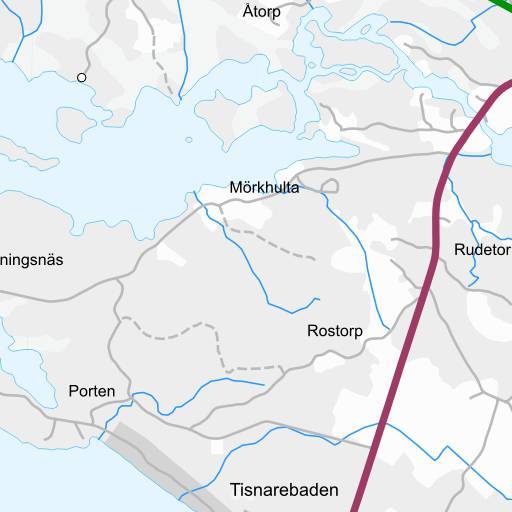 Åtorp
Mörkhulta
Rudetor
ningsnäs
Rostorp
Porten
Tisnarebaden